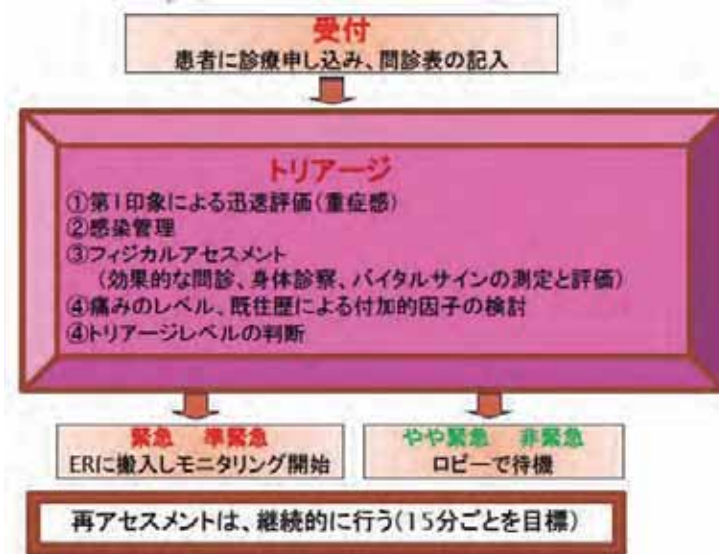 受付
患者に診療申し込み、問診表の記入
トリアージ
①第1印象による迅速評価(重症感)
②感染管理
③フィジカルアセスメント
(効果的な問診、身体診察、バイタルサインの測定と評価)
④痛みのレベル、既往歴による付加的因子の検討
④トリアージレベルの判断
緊急 準緊急
ERに搬入しモニタリング開始
やや緊急 非緊急
ロビーで待機
再アセスメントは、継続的に行う(15分ごとを目標)